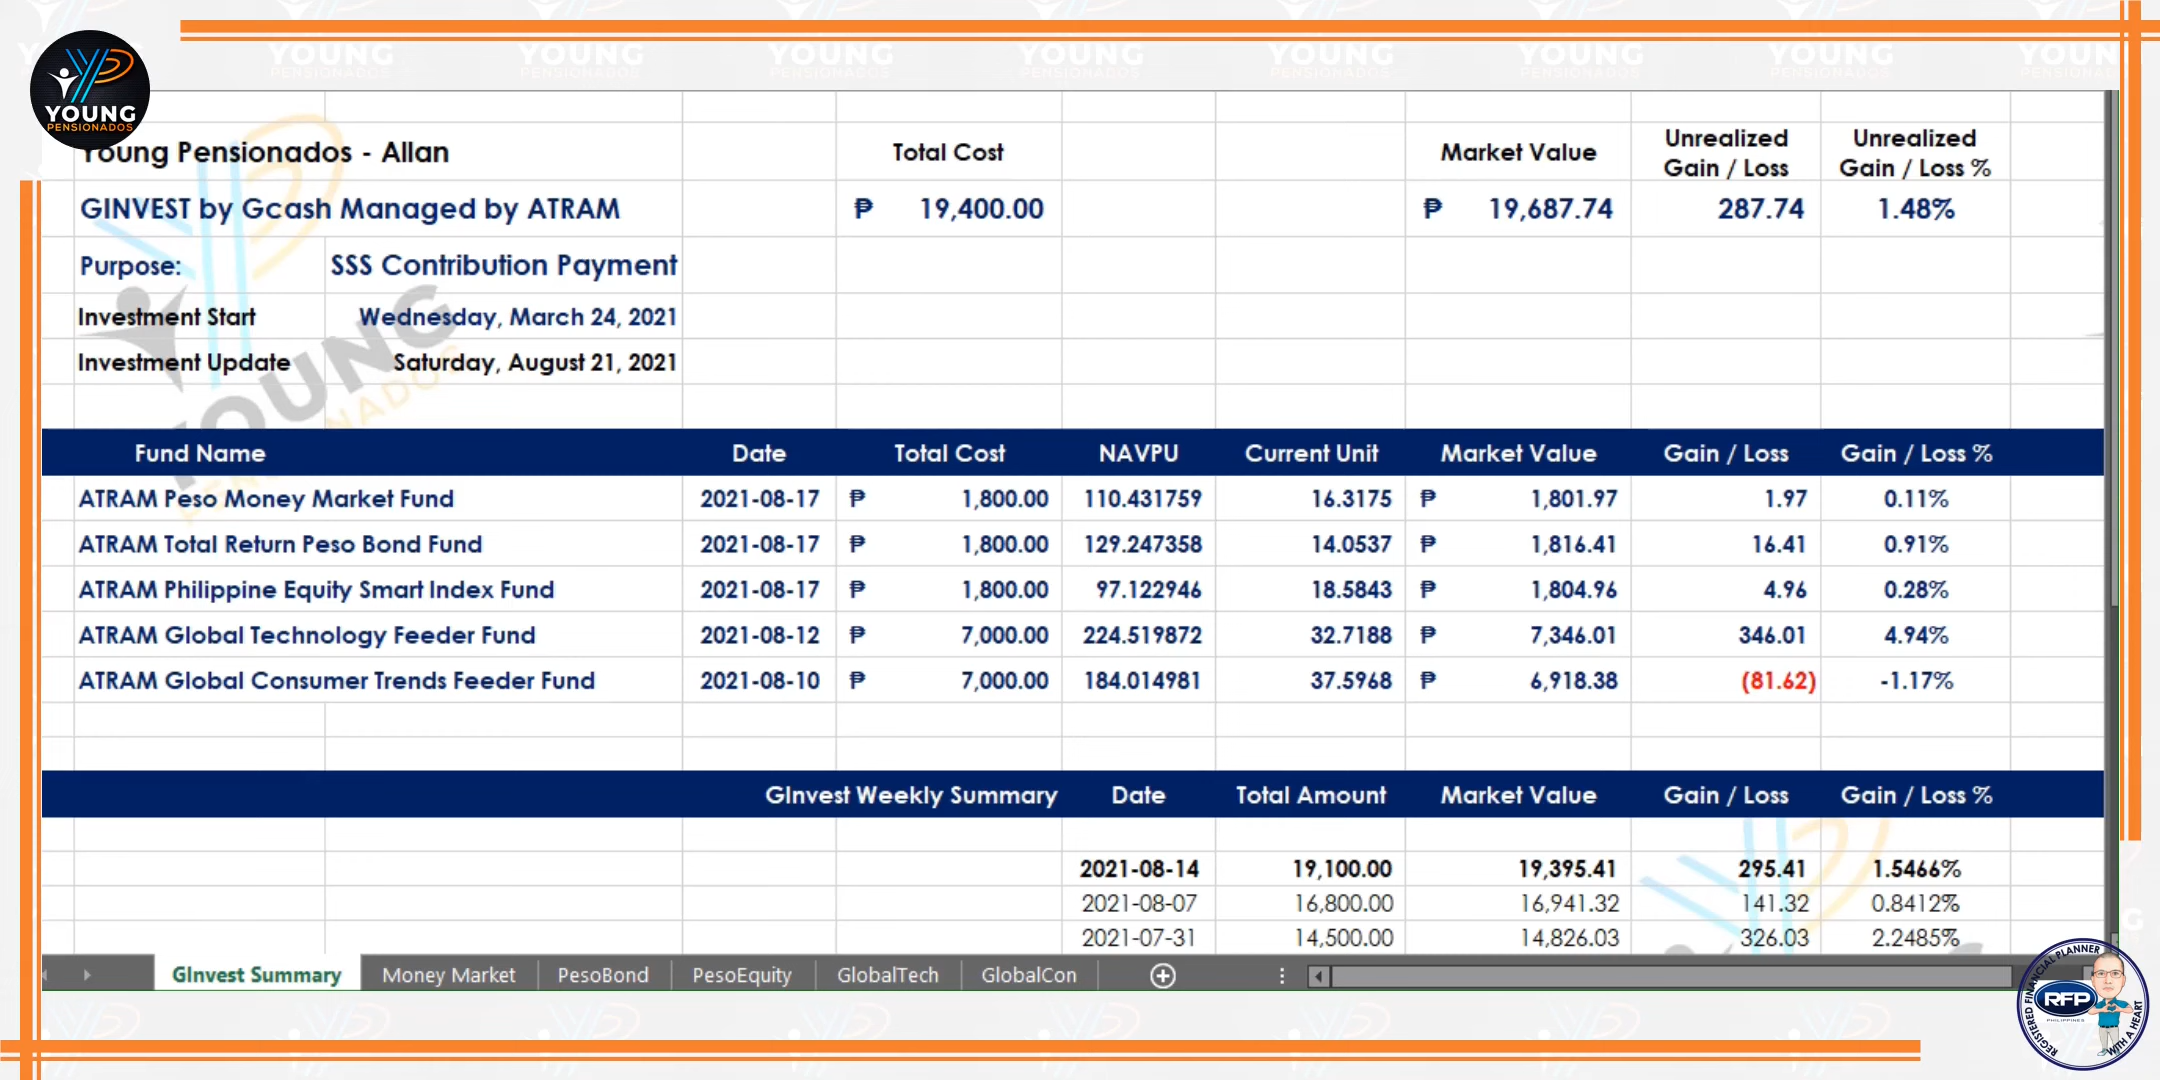 YOUNG
PENSIONADOS
Young Pensionados - Allan
Total Cost
Market Value
Unrealized Gain / Loss
Unrealized Gain / Loss %
GINVEST by Gcash Managed by ATRAM ₱ 19,400.00 ₱ 19,687.74 287.74 1.48%
Purpose: SSS Contribution Payment
Investment Start Wednesday, March 24, 2021
Investment Update Saturday, August 21, 2021
Fund Name Date Total Cost NAVPU Current Unit Market Value Gain / Loss Gain / Loss %
ATRAM Peso Money Market Fund 2021-08-17 ₱ 1,800.00 110.431759 16.3175 ₱ 1,801.97 1.97 0.11%
ATRAM Total Return Peso Bond Fund 2021-08-17 ₱ 1,800.00 129.247358 14.0537 ₱ 1,816.41 16.41 0.91%
ATRAM Philippine Equity Smart Index Fund 2021-08-17 ₱ 1,800.00 97.122946 18.5843 ₱ 1,804.96 4.96 0.28%
ATRAM Global Technology Feeder Fund 2021-08-12 ₱ 7,000.00 224.519872 32.7188 ₱ 7,346.01 346.01 4.94%
ATRAM Global Consumer Trends Feeder Fund 2021-08-10 ₱ 7,000.00 184.014981 37.5968 ₱ 6,918.38 (81.62) -1.17%
GInvest Weekly Summary Date Total Amount Market Value Gain / Loss Gain / Loss %
2021-08-14 19,100.00 19,395.41 295.41 1.5466%
2021-08-07 16,800.00 16,941.32 141.32 0.8412%
2021-07-31 14,500.00 14,826.03 326.03 2.2485%
GInvest Summary Money Market PesoBond PesoEquity GlobalTech GlobalCon
REGISTERED FINANCIAL PLANNER
RFP
PHILIPPINES
WITH A HEART